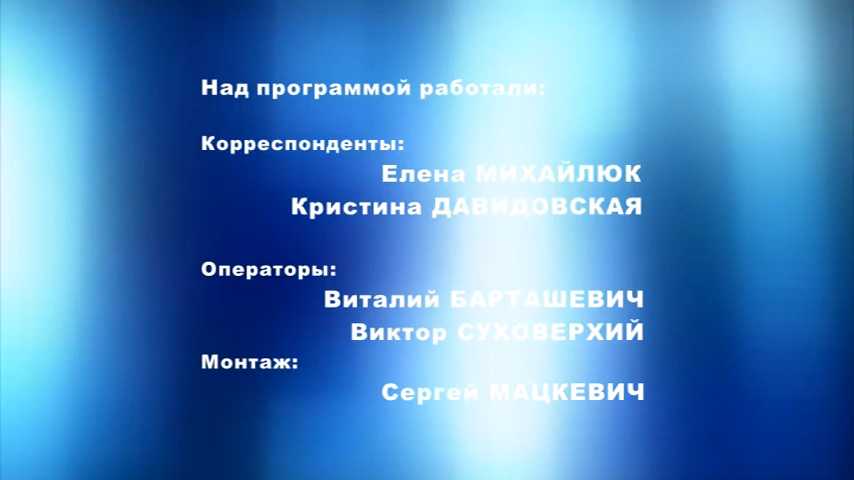 Над программой работали:
Корреспонденты:
Елена МИХАЙЛЮК
Кристина ДАВИДОВСКАЯ
Операторы:
Виталий БАРТАШЕВИЧ
Виктор СУХОВЕРХИЙ
Монтаж:
Сергей МАЦКЕВИЧ